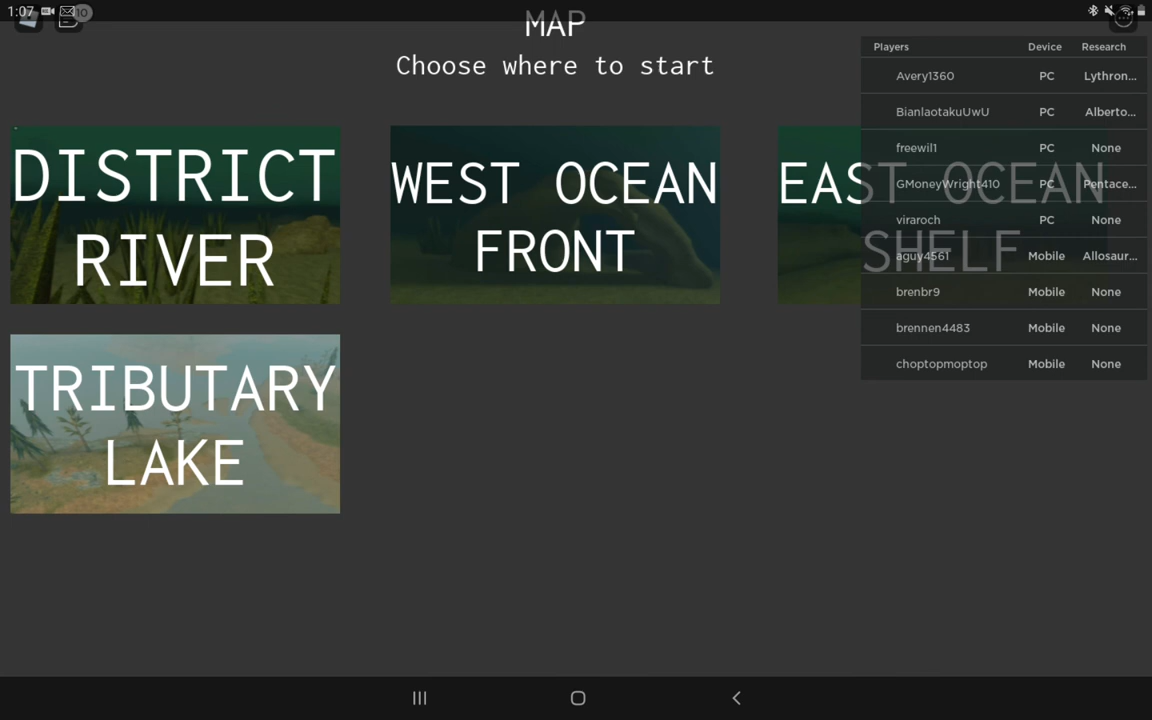 1:07
10
MAP
Choose where to start
DISTRICT
RIVER
WEST OCEAN
FRONT
EAST OCEAN
SHELF
TRIBUTARY
LAKE
Players Device Research
Avery1360 PC Lythron...
BianlaotakuUwU PC Alberto...
freewil1 PC None
GMoneyWright410 PC Pentace...
viraroch PC None
aguy4561 Mobile Allosaur...
brenbr9 Mobile None
brennen4483 Mobile None
choptopmoptop Mobile None